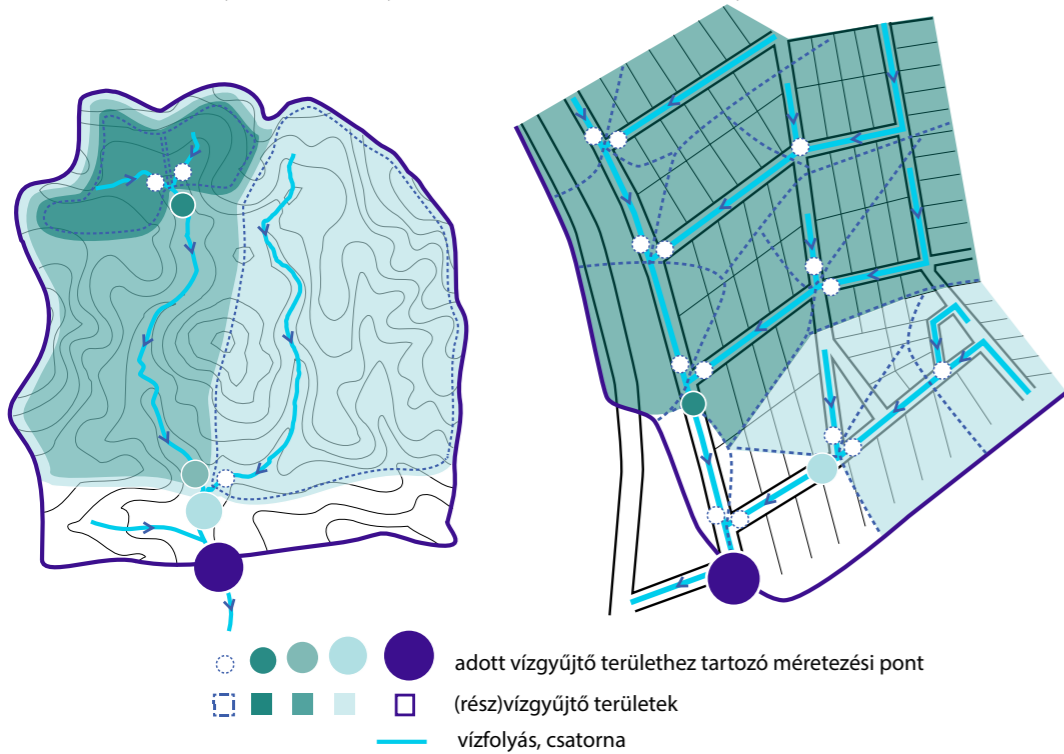 adott vízgyűjtő területhez tartozó méretezési pont
(rész)vízgyűjtő területek
vízfolyás, csatorna